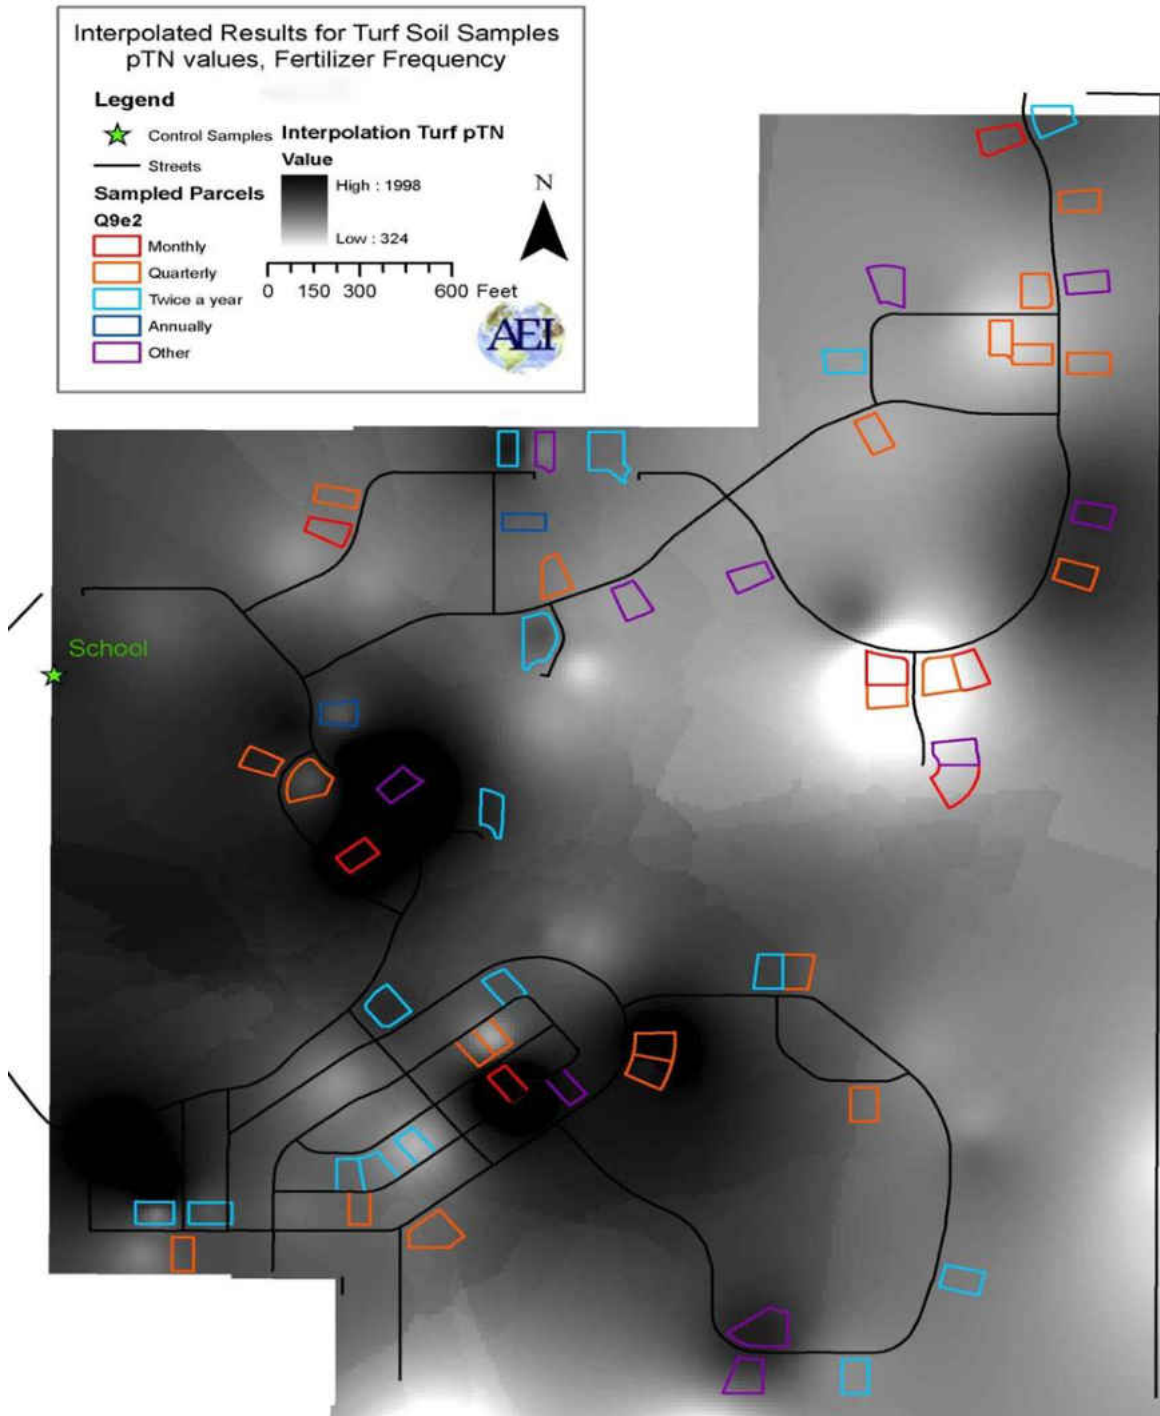 Interpolated Results for Turf Soil Samples
pTN values, Fertilizer Frequency
Legend
Control Samples
Streets
Sampled Parcels
Q9e2
Monthly
Quarterly
Twice a year
Annually
Other
Interpolation Turf pTN
Value
High : 1998
Low : 324
N
0 150 300 600 Feet
AEI
School